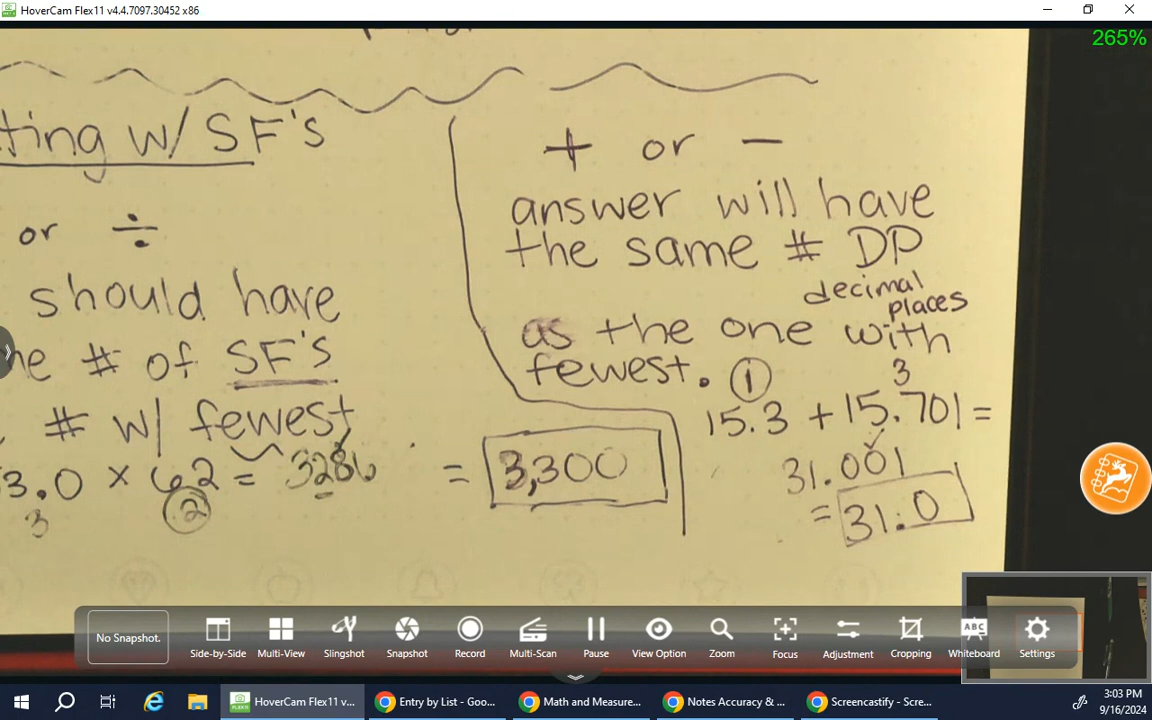 HoverCam Flex11 v4.4.7097.30452 x86
265%
ting w/ SF's
or ÷
should have
he # of SF's
# w/ fewest
3.0 × 62 = 3286 = 3,300
3
2
+ or −
answer will have
the same # DP
decimal
places
as the one with
fewest. 1
3
15.3 + 15.701 =
31.001
= 31.0
No Snapshot.
Side-by-Side
Multi-View
Slingshot
Snapshot
Record
Multi-Scan
Pause
View Option
Zoom
Focus
Adjustment
Cropping
ABC
Whiteboard
Settings
HoverCam Flex11 v...
Entry by List - Goo...
Math and Measure...
Notes Accuracy & ...
Screencastify - Scre...
3:03 PM
9/16/2024